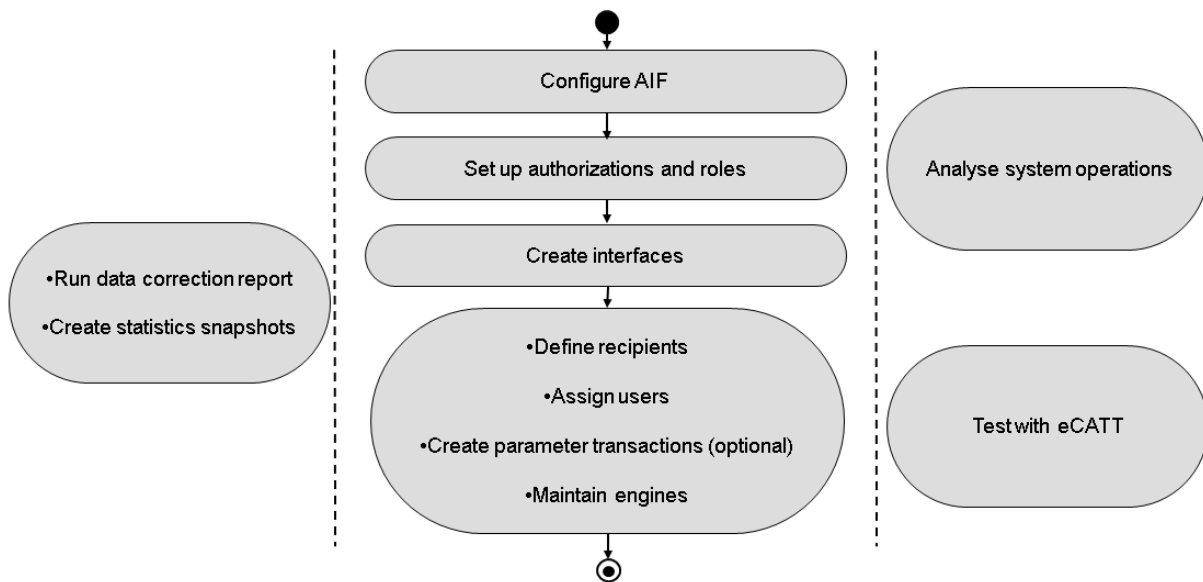 Configure AIF
Set up authorizations and roles
Analyse system operations
Create interfaces
•Run data correction report
•Create statistics snapshots
•Define recipients
•Assign users
•Create parameter transactions (optional)
•Maintain engines
Test with eCATT